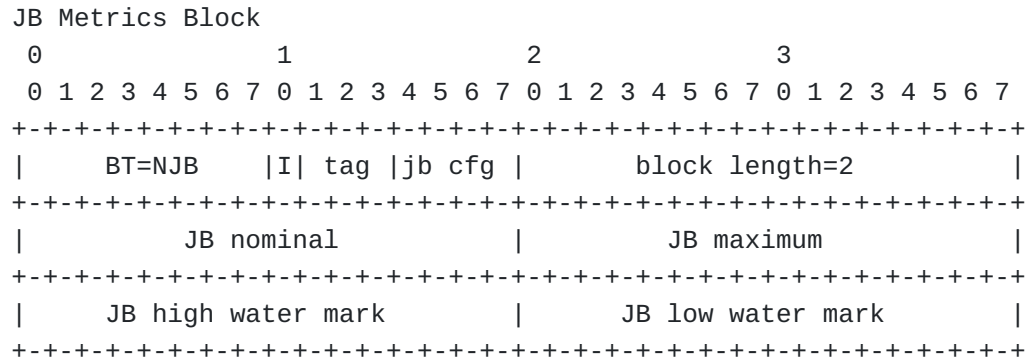 JB Metrics Block
 0                   1                   2                   3
 0 1 2 3 4 5 6 7 0 1 2 3 4 5 6 7 0 1 2 3 4 5 6 7 0 1 2 3 4 5 6 7
+-+-+-+-+-+-+-+-+-+-+-+-+-+-+-+-+-+-+-+-+-+-+-+-+-+-+-+-+-+-+-+-+
|     BT=NJB    |I| tag |jb cfg |       block length=2          |
+-+-+-+-+-+-+-+-+-+-+-+-+-+-+-+-+-+-+-+-+-+-+-+-+-+-+-+-+-+-+-+-+
|          JB nominal           |         JB maximum            |
+-+-+-+-+-+-+-+-+-+-+-+-+-+-+-+-+-+-+-+-+-+-+-+-+-+-+-+-+-+-+-+-+
|     JB high water mark        |      JB low water mark        |
+-+-+-+-+-+-+-+-+-+-+-+-+-+-+-+-+-+-+-+-+-+-+-+-+-+-+-+-+-+-+-+-+